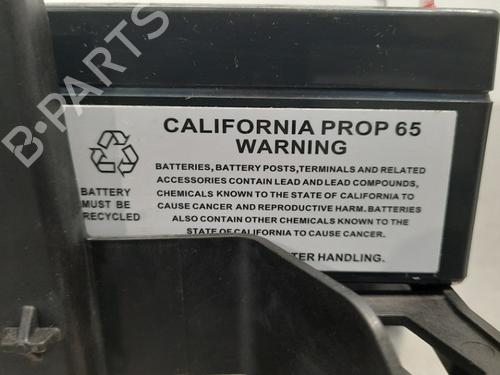 B-PARTS
CALIFORNIA PROP 65
WARNING
BATTERIES, BATTERY POSTS, TERMINALS AND RELATED
ACCESSORIES CONTAIN LEAD AND LEAD COMPOUNDS,
CHEMICALS KNOWN TO THE STATE OF CALIFORNIA TO
CAUSE CANCER AND REPRODUCTIVE HARM. BATTERIES
ALSO CONTAIN OTHER CHEMICALS KNOWN TO THE
STATE OF CALIFORNIA TO CAUSE CANCER.
HANDLING.
BATTERY
MUST BE
RECYCLED